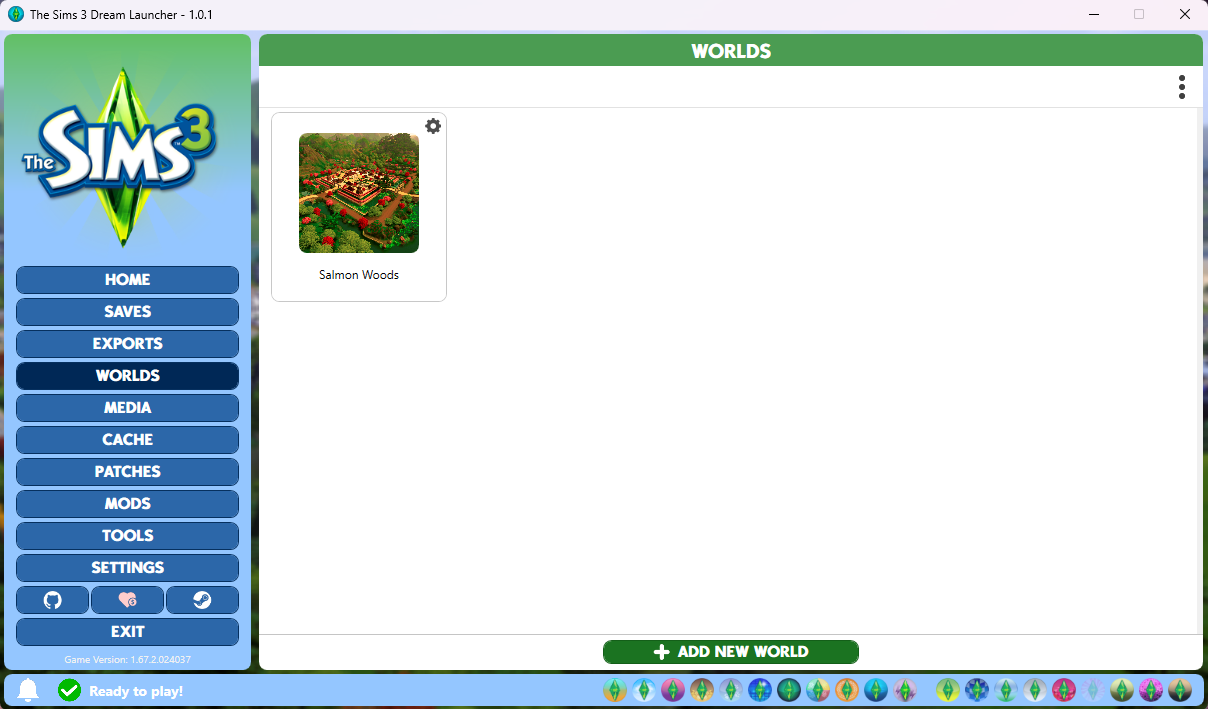 The Sims 3 Dream Launcher - 1.0.1
The SIMS 3
HOME
SAVES
EXPORTS
WORLDS
MEDIA
CACHE
PATCHES
MODS
TOOLS
SETTINGS
EXIT
Game Version: 1.67.2.024037
WORLDS
Salmon Woods
ADD NEW WORLD
Ready to play!